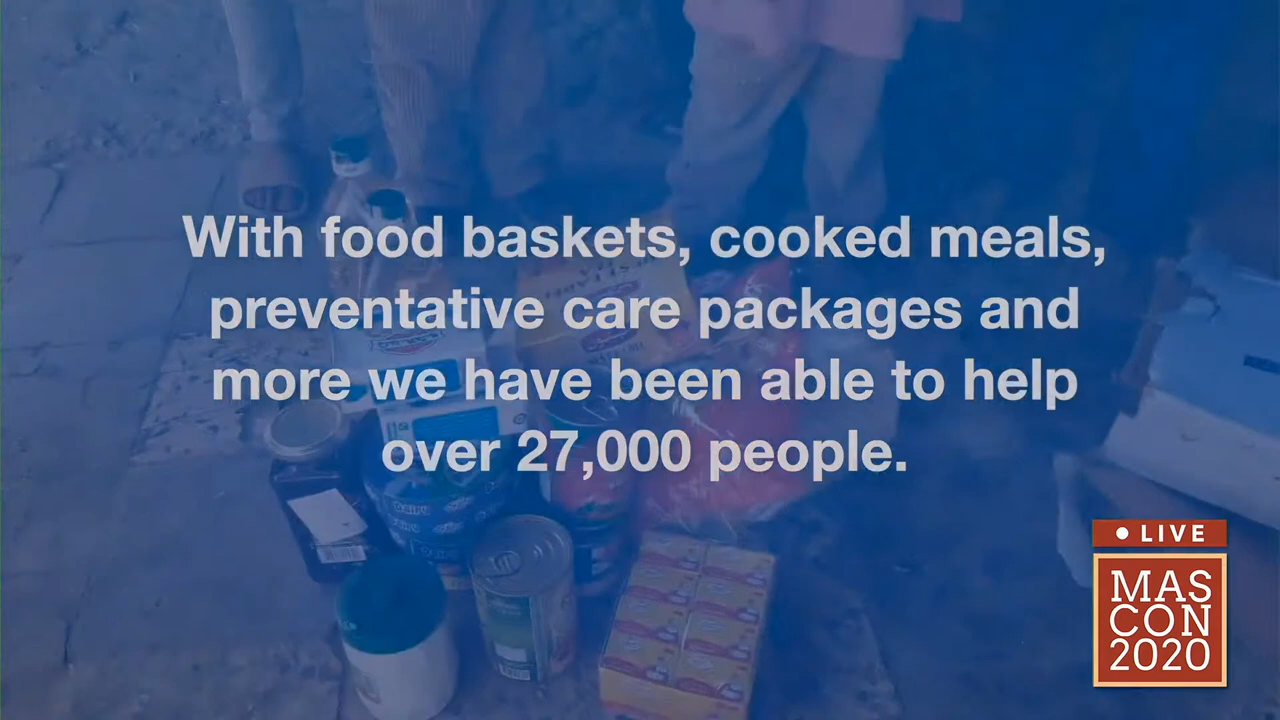 With food baskets, cooked meals,
preventative care packages and
more we have been able to help
over 27,000 people.
LIVE
MAS
CON
2020